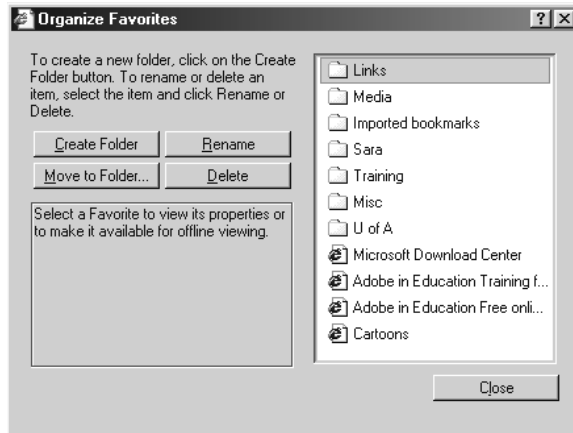 Organize Favorites
To create a new folder, click on the Create
Folder button. To rename or delete an
item, select the item and click Rename or
Delete.
Create Folder
Rename
Move to Folder...
Delete
Select a Favorite to view its properties or
to make it available for offline viewing.
Links
Media
Imported bookmarks
Sara
Training
Misc
U of A
Microsoft Download Center
Adobe in Education Training f...
Adobe in Education Free onli...
Cartoons
Close